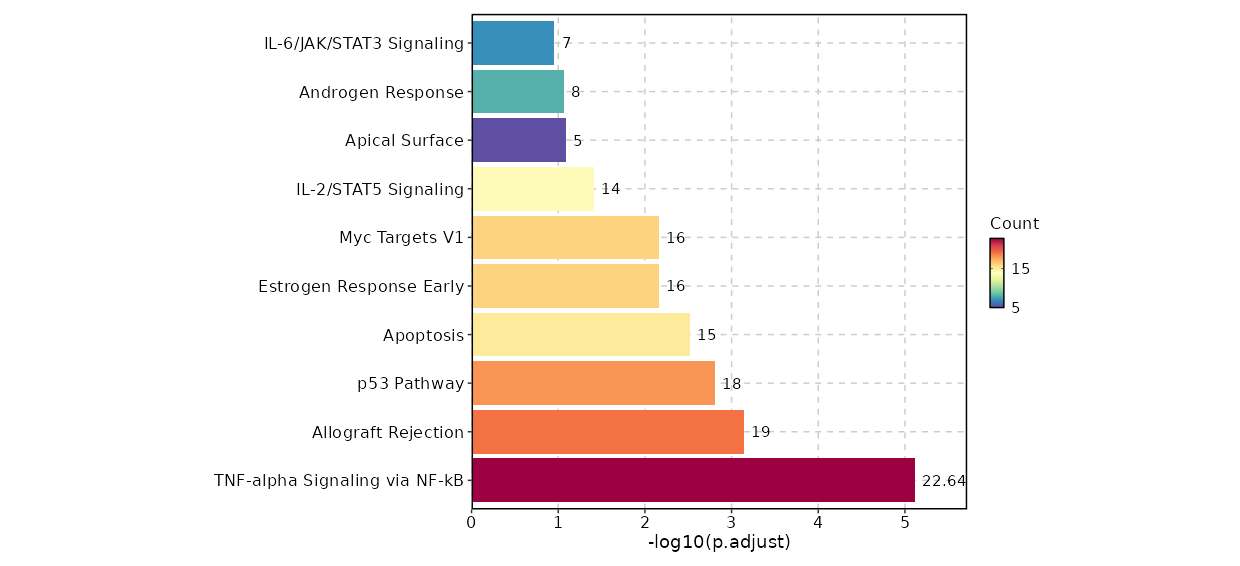 IL-6/JAK/STAT3 Signaling
7
Androgen Response
8
Apical Surface
5
IL-2/STAT5 Signaling
14
Myc Targets V1
16
Estrogen Response Early
16
Apoptosis
15
p53 Pathway
18
Allograft Rejection
19
TNF-alpha Signaling via NF-kB
22.64
0 1 2 3 4 5
-log10(p.adjust)
Count
15
5